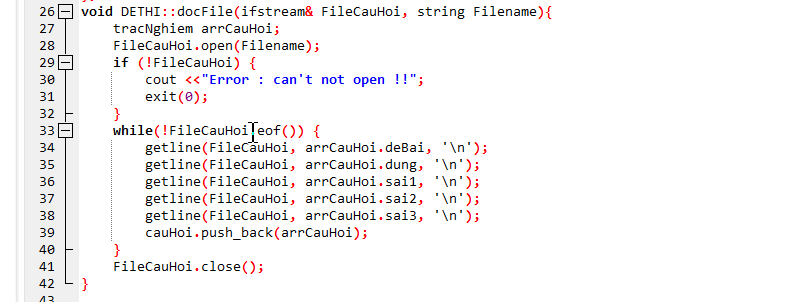 26 void DETHI::docFile(ifstream& FileCauHoi, string Filename){
27 tracNghiem arrCauHoi;
28 FileCauHoi.open(Filename);
29 if (!FileCauHoi) {
30 cout <<"Error : can't not open !!";
31 exit(0);
32 }
33 while(!FileCauHoi.eof()) {
34 getline(FileCauHoi, arrCauHoi.deBai, '\n');
35 getline(FileCauHoi, arrCauHoi.dung, '\n');
36 getline(FileCauHoi, arrCauHoi.sai1, '\n');
37 getline(FileCauHoi, arrCauHoi.sai2, '\n');
38 getline(FileCauHoi, arrCauHoi.sai3, '\n');
39 cauHoi.push_back(arrCauHoi);
40 }
41 FileCauHoi.close();
42 }
43